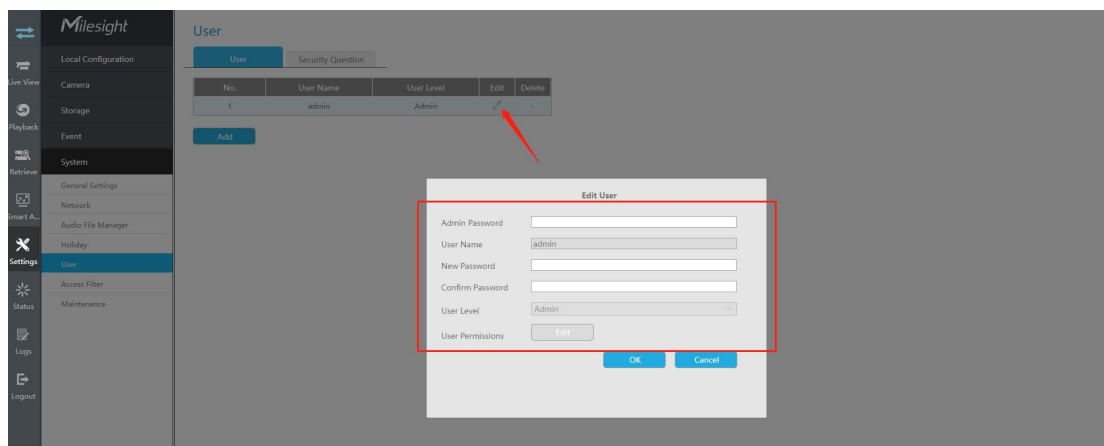 Milesight
Live View
Playback
Retrieve
Smart A...
Settings
Status
Logs
Logout
Local Configuration
Camera
Storage
Event
System
General Settings
Network
Audio File Manager
Holiday
User
Access Filter
Maintenance
User
User Security Question
No. User Name User Level Edit Delete
1 admin Admin -
Add
Edit User
Admin Password
User Name admin
New Password
Confirm Password
User Level Admin
User Permissions Edit
OK Cancel